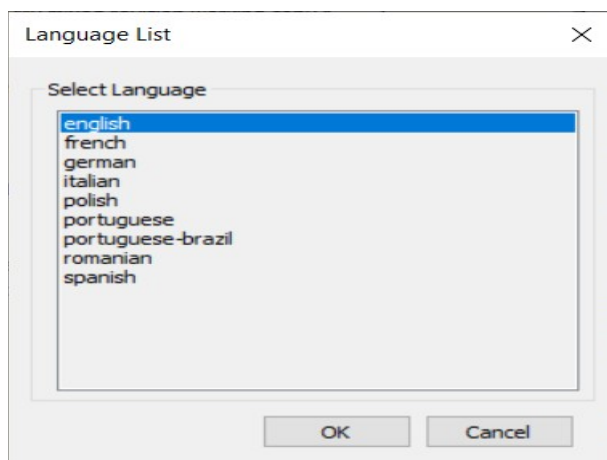 Language List
Select Language
english
french
german
italian
polish
portuguese
portuguese-brazil
romanian
spanish
OK
Cancel